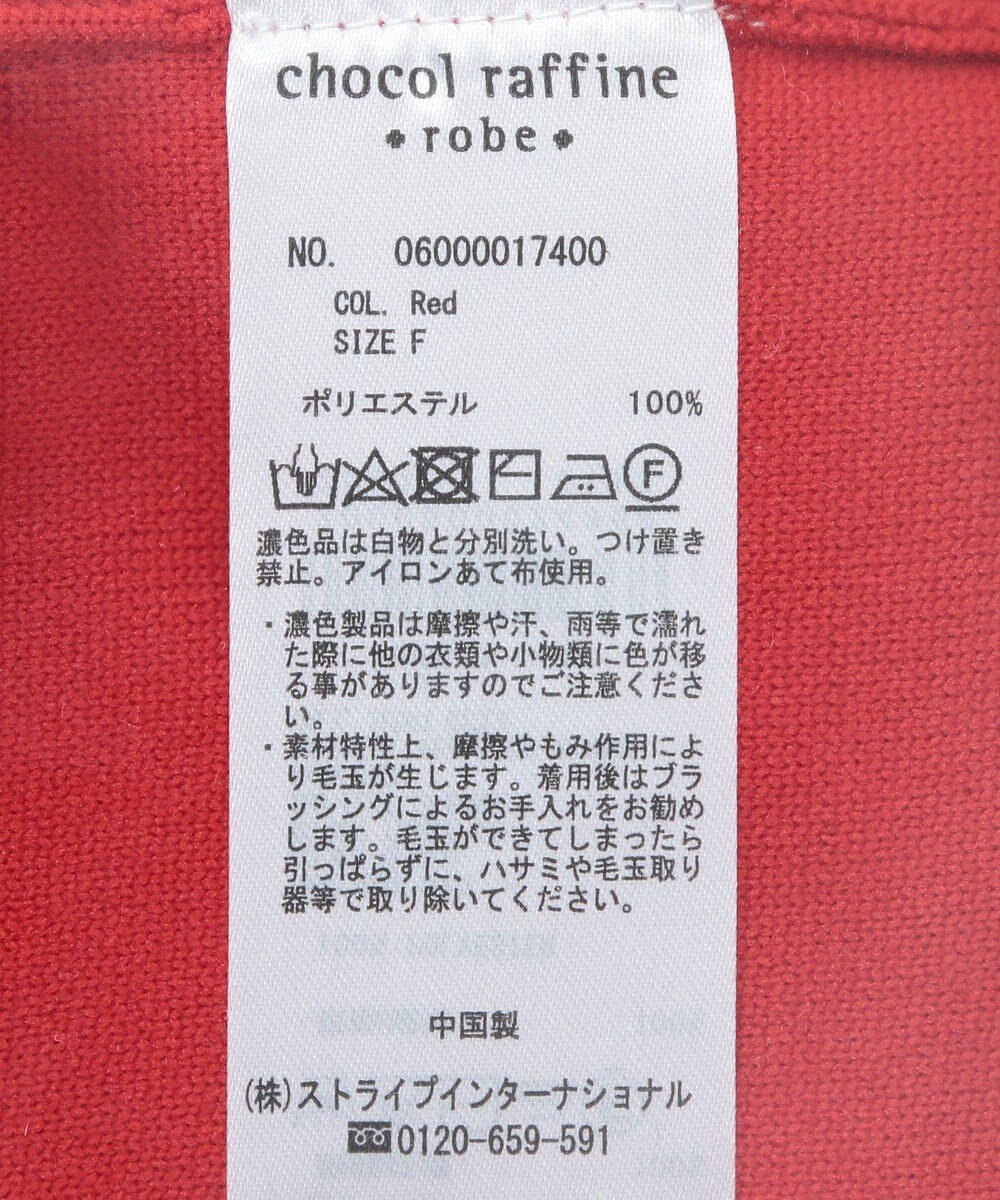 chocol raffine
robe
NO. 06000017400
COL. Red
SIZE F
ポリエステル 100%
F
濃色品は白物と分別洗い。つけ置き
禁止。アイロンあて布使用。
・濃色製品は摩擦や汗、雨等で濡れ
た際に他の衣類や小物類に色が移
る事がありますのでご注意くださ
い。
・素材特性上、摩擦やもみ作用によ
り毛玉が生じます。着用後はブラ
ッシングによるお手入れをお勧め
します。毛玉ができてしまったら
引っぱらずに、ハサミや毛玉取り
器等で取り除いてください。
中国製
(株)ストライプインターナショナル
0120-659-591